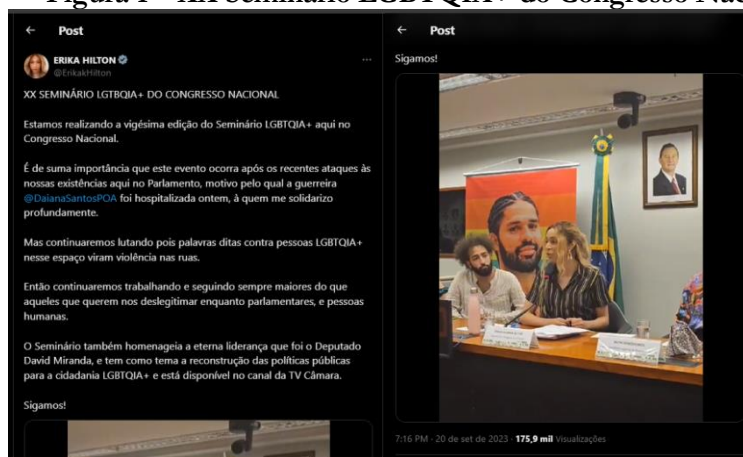 Figura 1 – XX Seminário LGBTQIA+ do Congresso Nac
← Post
ERIKA HILTON
@ErikakHilton
XX SEMINÁRIO LGTBQIA+ DO CONGRESSO NACIONAL
Estamos realizando a vigésima edição do Seminário LGBTQIA+ aqui no
Congresso Nacional.
É de suma importância que este evento ocorra após os recentes ataques às
nossas existências aqui no Parlamento, motivo pelo qual a guerreira
@DaianaSantosPOA foi hospitalizada ontem, à quem me solidarizo
profundamente.
Mas continuaremos lutando pois palavras ditas contra pessoas LGBTQIA+
nesse espaço viram violência nas ruas.
Então continuaremos trabalhando e seguindo sempre maiores do que
aqueles que querem nos deslegitimar enquanto parlamentares, e pessoas
humanas.
O Seminário também homenageia a eterna liderança que foi o Deputado
David Miranda, e tem como tema a reconstrução das políticas públicas
para a cidadania LGBTQIA+ e está disponível no canal da TV Câmara.
Sigamos!
← Post
Sigamos!
7:16 PM · 20 de set de 2023 · 175,9 mil Visualizações